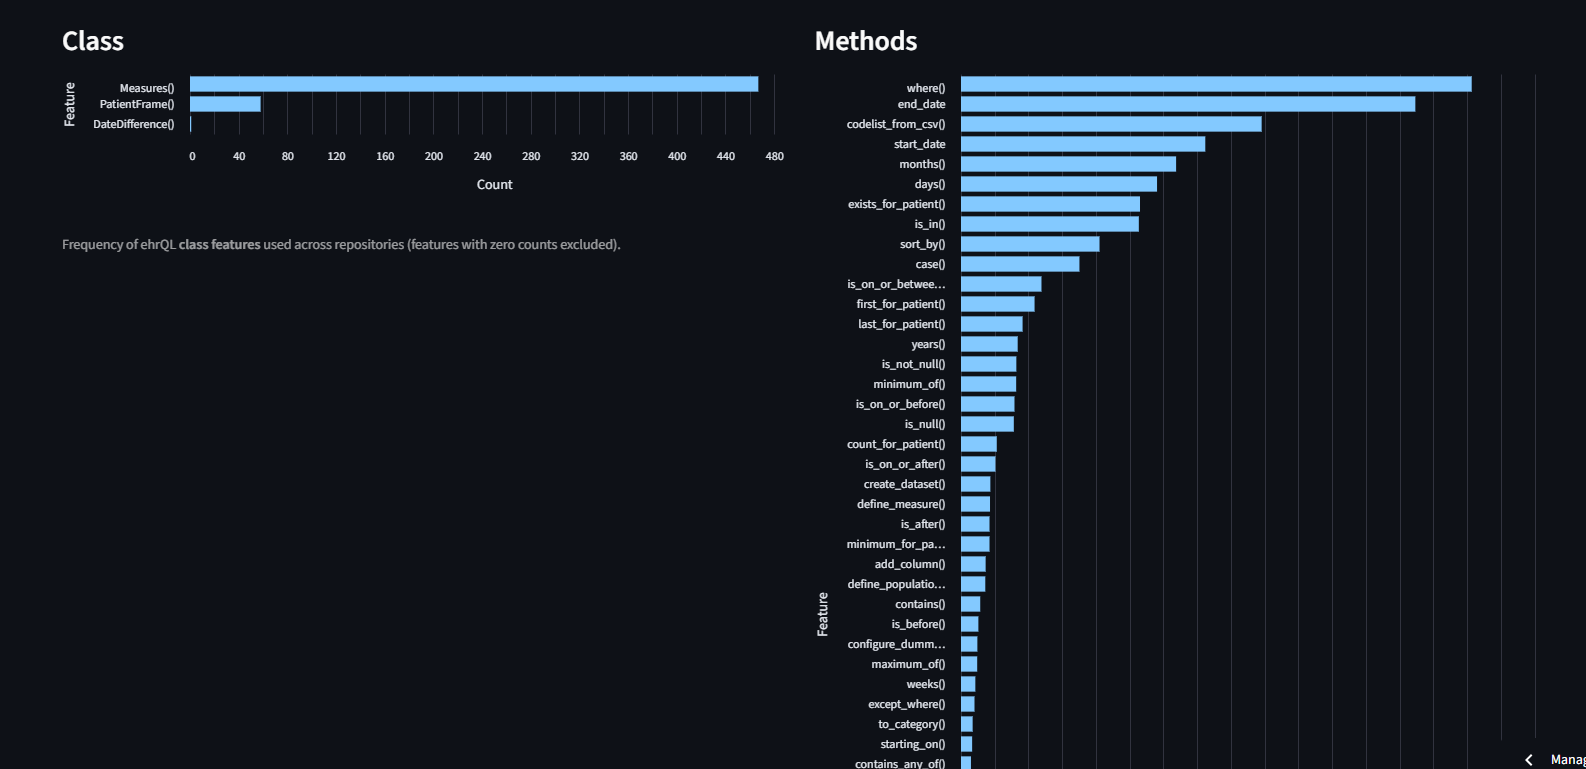 Class
Feature
Measures()
PatientFrame()
DateDifference()
0 40 80 120 160 200 240 280 320 360 400 440 480
Count
Frequency of ehrQL class features used across repositories (features with zero counts excluded).
Methods
Feature
where()
end_date
codelist_from_csv()
start_date
months()
days()
exists_for_patient()
is_in()
sort_by()
case()
is_on_or_betwee…
first_for_patient()
last_for_patient()
years()
is_not_null()
minimum_of()
is_on_or_before()
is_null()
count_for_patient()
is_on_or_after()
create_dataset()
define_measure()
is_after()
minimum_for_pa…
add_column()
define_populatio…
contains()
is_before()
configure_dumm…
maximum_of()
weeks()
except_where()
to_category()
starting_on()
contains_any_of()
Manag